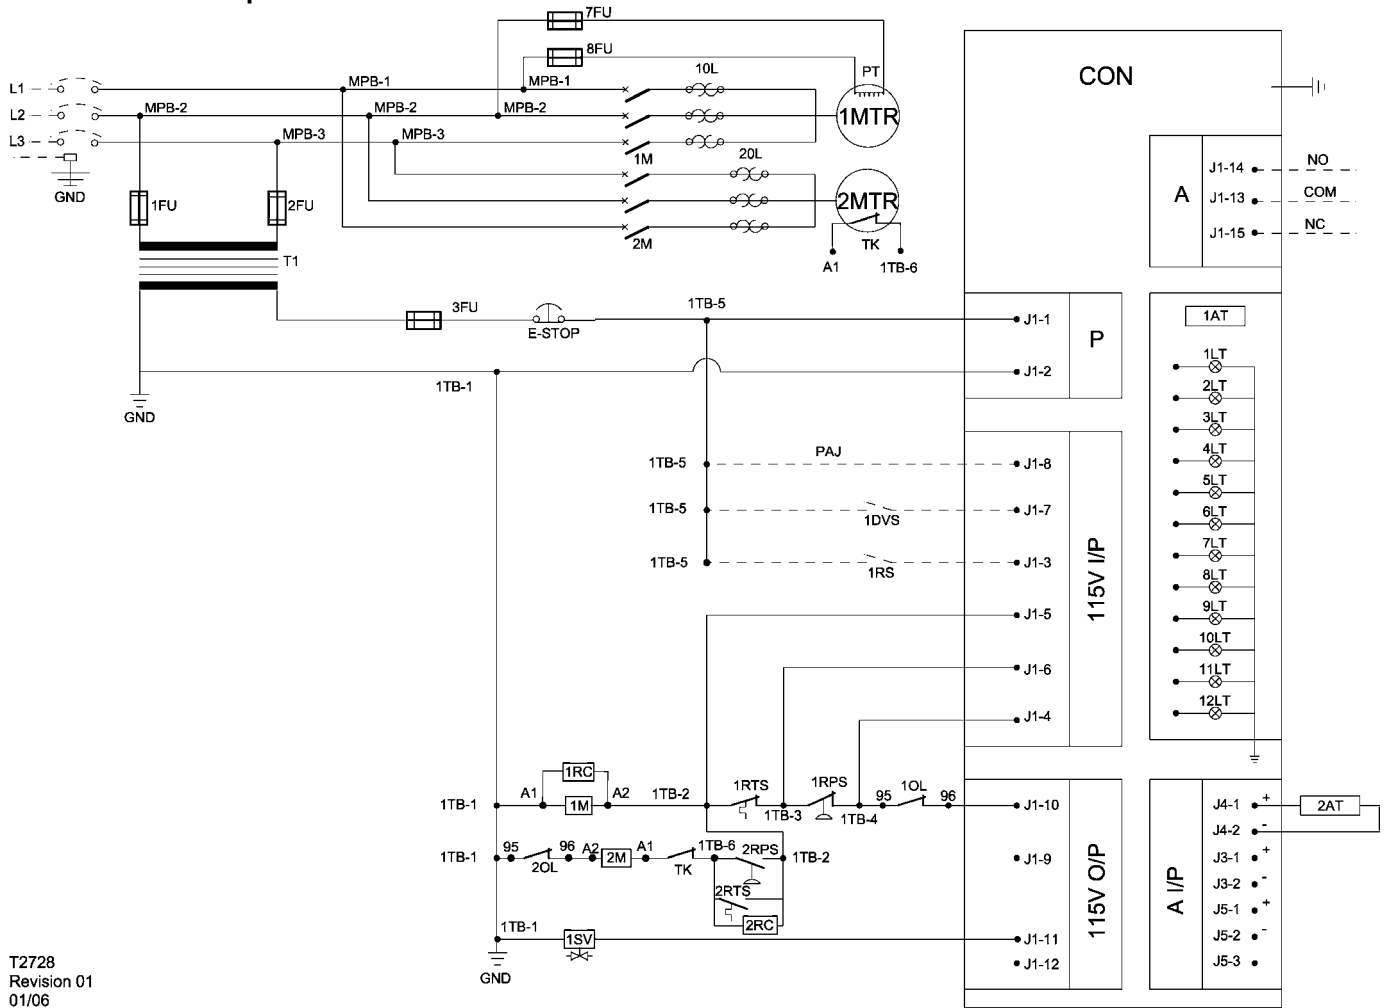 7FU
8FU
CON
L1
MPB-1
MPB-1
10L
PT
L2
MPB-2
MPB-2
MPB-2
1MTR
L3
MPB-3
MPB-3
1M
20L
GND
A
J1-14
NO
J1-13
COM
J1-15
NC
1FU
2FU
2MTR
2M
TK
A1
1TB-6
T1
3FU
E-STOP
1TB-5
J1-1
P
J1-2
1AT
1TB-1
GND
1LT
2LT
3LT
4LT
5LT
6LT
7LT
8LT
9LT
10LT
11LT
12LT
1TB-5
PAJ
J1-8
1TB-5
1DVS
J1-7
1TB-5
1RS
J1-3
115V I/P
J1-5
J1-6
J1-4
1RC
1TB-1
A1
1M
A2
1TB-2
1RTS
1TB-3
1RPS
1TB-4
95
1OL
96
J1-10
1TB-1
95
2OL
96
A2
2M
A1
TK
1TB-6
2RPS
1TB-2
J1-9
2RTS
2RC
115V O/P
1TB-1
1SV
J1-11
J1-12
GND
A I/P
J4-1
+
2AT
J4-2
-
J3-1
+
J3-2
-
J5-1
+
J5-2
-
J5-3
T2728
Revision 01
01/06